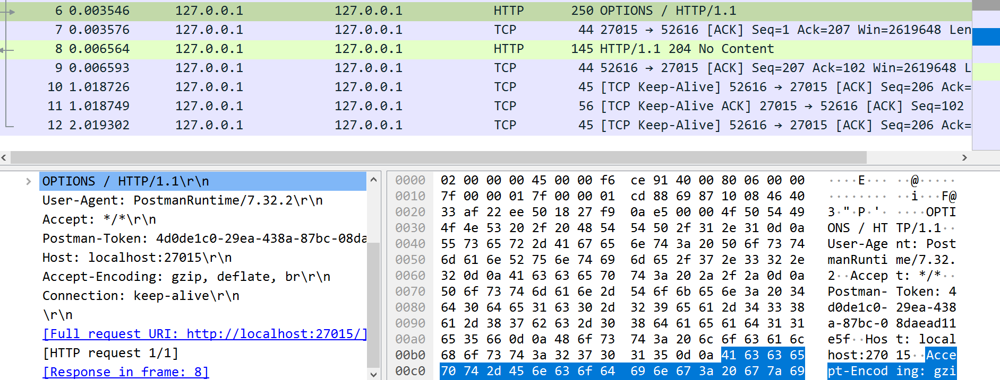 6 0.003546 127.0.0.1 127.0.0.1 HTTP 250 OPTIONS / HTTP/1.1
7 0.003576 127.0.0.1 127.0.0.1 TCP 44 27015 → 52616 [ACK] Seq=1 Ack=207 Win=2619648 Len
8 0.006564 127.0.0.1 127.0.0.1 HTTP 145 HTTP/1.1 204 No Content
9 0.006593 127.0.0.1 127.0.0.1 TCP 44 52616 → 27015 [ACK] Seq=207 Ack=102 Win=2619648 L
10 1.018726 127.0.0.1 127.0.0.1 TCP 45 [TCP Keep-Alive] 52616 → 27015 [ACK] Seq=206 Ack=
11 1.018749 127.0.0.1 127.0.0.1 TCP 56 [TCP Keep-Alive ACK] 27015 → 52616 [ACK] Seq=102
12 2.019302 127.0.0.1 127.0.0.1 TCP 45 [TCP Keep-Alive] 52616 → 27015 [ACK] Seq=206 Ack=
OPTIONS / HTTP/1.1\r\n
User-Agent: PostmanRuntime/7.32.2\r\n
Accept: */*\r\n
Postman-Token: 4d0de1c0-29ea-438a-87bc-08da
Host: localhost:27015\r\n
Accept-Encoding: gzip, deflate, br\r\n
Connection: keep-alive\r\n
\r\n
[Full request URI: http://localhost:27015/]
[HTTP request 1/1]
[Response in frame: 8]
0000 02 00 00 00 45 00 00 f6 ce 91 40 00 80 06 00 00 ····E··· ··@·····
0010 7f 00 00 01 7f 00 00 01 cd 88 69 87 10 08 46 40 ········ ··i···F@
0020 33 af 22 ee 50 18 27 f9 0a e5 00 00 4f 50 54 49 3·"·P·'· ····OPTI
0030 4f 4e 53 20 2f 20 48 54 54 50 2f 31 2e 31 0d 0a ONS / HT TP/1.1··
0040 55 73 65 72 2d 41 67 65 6e 74 3a 20 50 6f 73 74 User-Age nt: Post
0050 6d 61 6e 52 75 6e 74 69 6d 65 2f 37 2e 33 32 2e manRunti me/7.32.
0060 32 0d 0a 41 63 63 65 70 74 3a 20 2a 2f 2a 0d 0a 2··Accep t: */*··
0070 50 6f 73 74 6d 61 6e 2d 54 6f 6b 65 6e 3a 20 34 Postman- Token: 4
0080 64 30 64 65 31 63 30 2d 32 39 65 61 2d 34 33 38 d0de1c0- 29ea-438
0090 61 2d 38 37 62 63 2d 30 38 64 61 65 61 64 31 31 a-87bc-0 8daead11
00a0 65 35 66 0d 0a 48 6f 73 74 3a 20 6c 6f 63 61 6c e5f··Hos t: local
00b0 68 6f 73 74 3a 32 37 30 31 35 0d 0a 41 63 63 65 host:270 15··Acce
00c0 70 74 2d 45 6e 63 6f 64 69 6e 67 3a 20 67 7a 69 pt-Encod ing: gzi